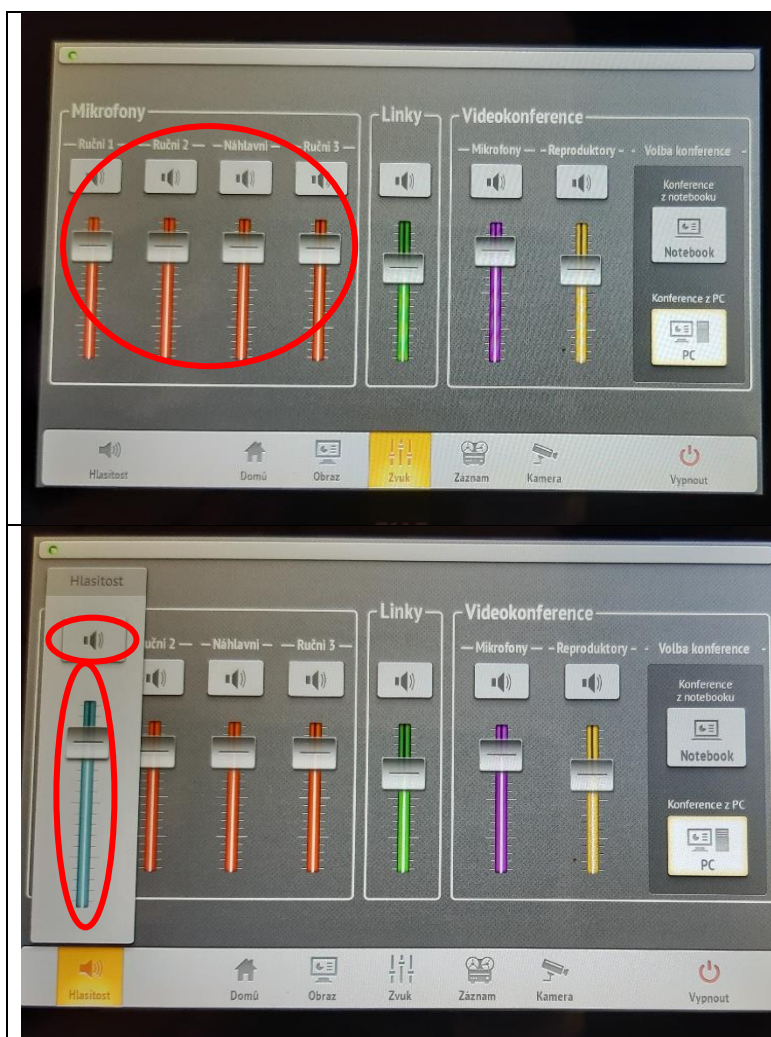 Mikrofony
Linky
Videokonference
Ruční 1
Ruční 2
Náhlavní
Ruční 3
Mikrofony
Reproduktory
Volba konference
Konference
z notebooku
Notebook
Konference z PC
PC
Hlasitost
Domů
Obraz
Zvuk
Záznam
Kamera
Vypnout
Hlasitost
Linky
Videokonference
Náhlavní
Ruční 3
Mikrofony
Reproduktory
Volba konference
Konference
z notebooku
Notebook
Konference z PC
PC
Hlasitost
Domů
Obraz
Zvuk
Záznam
Kamera
Vypnout